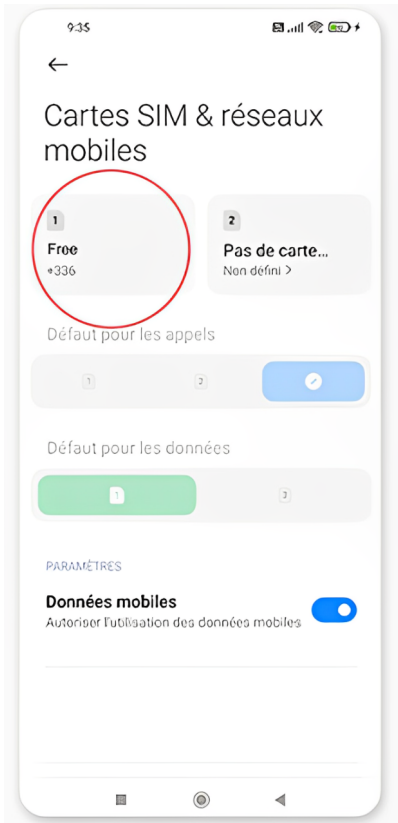 9:35
Cartes SIM & réseaux
mobiles
1
2
Free
Pas de carte...
+336
Non défini >
Défaut pour les appels
1
2
Défaut pour les données
1
PARAMÈTRES
Données mobiles
Autoriser l'utilisation des données mobiles